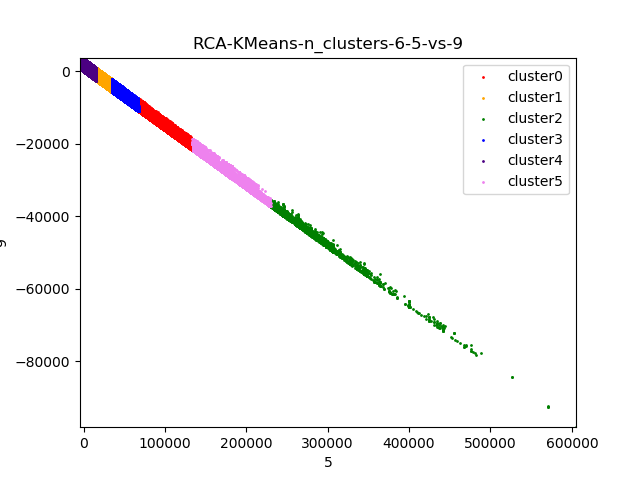 RCA-KMeans-n_clusters-6-5-vs-9
0
−20000
−40000
−60000
−80000
9
cluster0
cluster1
cluster2
cluster3
cluster4
cluster5
0
100000
200000
300000
400000
500000
600000
5